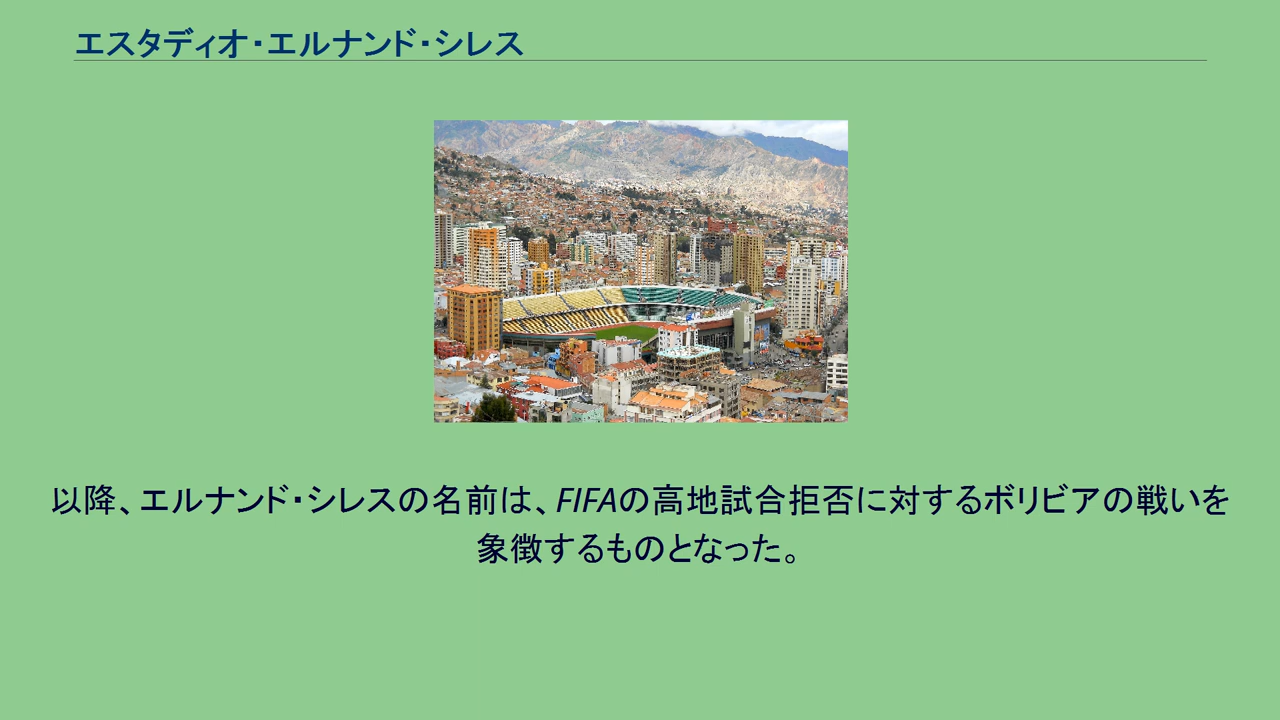 エスタディオ・エルナンド・シレス
以降、エルナンド・シレスの名前は、FIFAの高地試合拒否に対するボリビアの戦いを
象徴するものとなった。